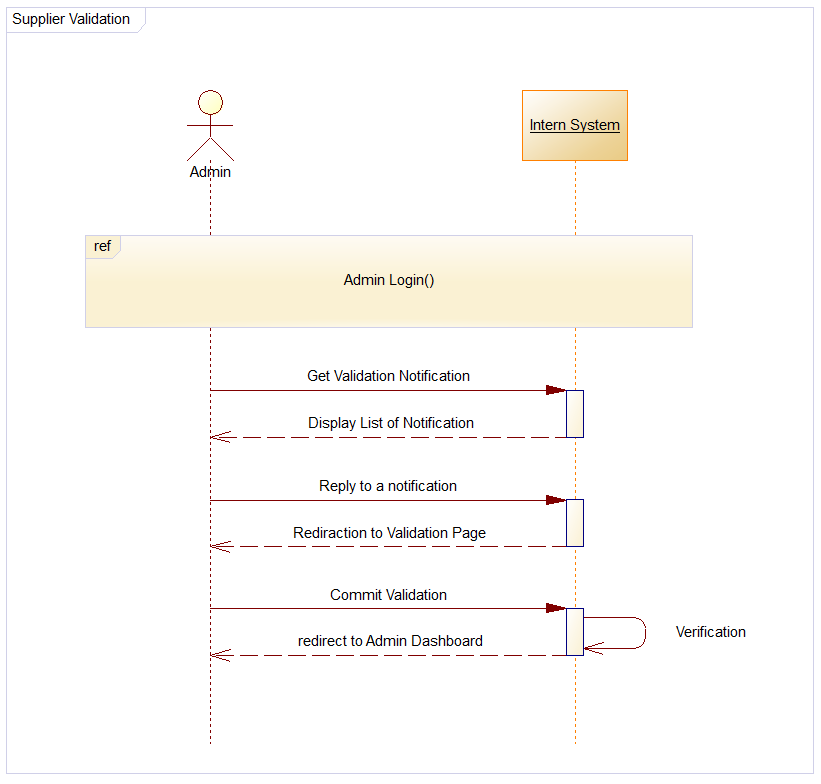 Supplier Validation
Admin
Intern System
ref
Admin Login()
Get Validation Notification
Display List of Notification
Reply to a notification
Rediraction to Validation Page
Commit Validation
Verification
redirect to Admin Dashboard